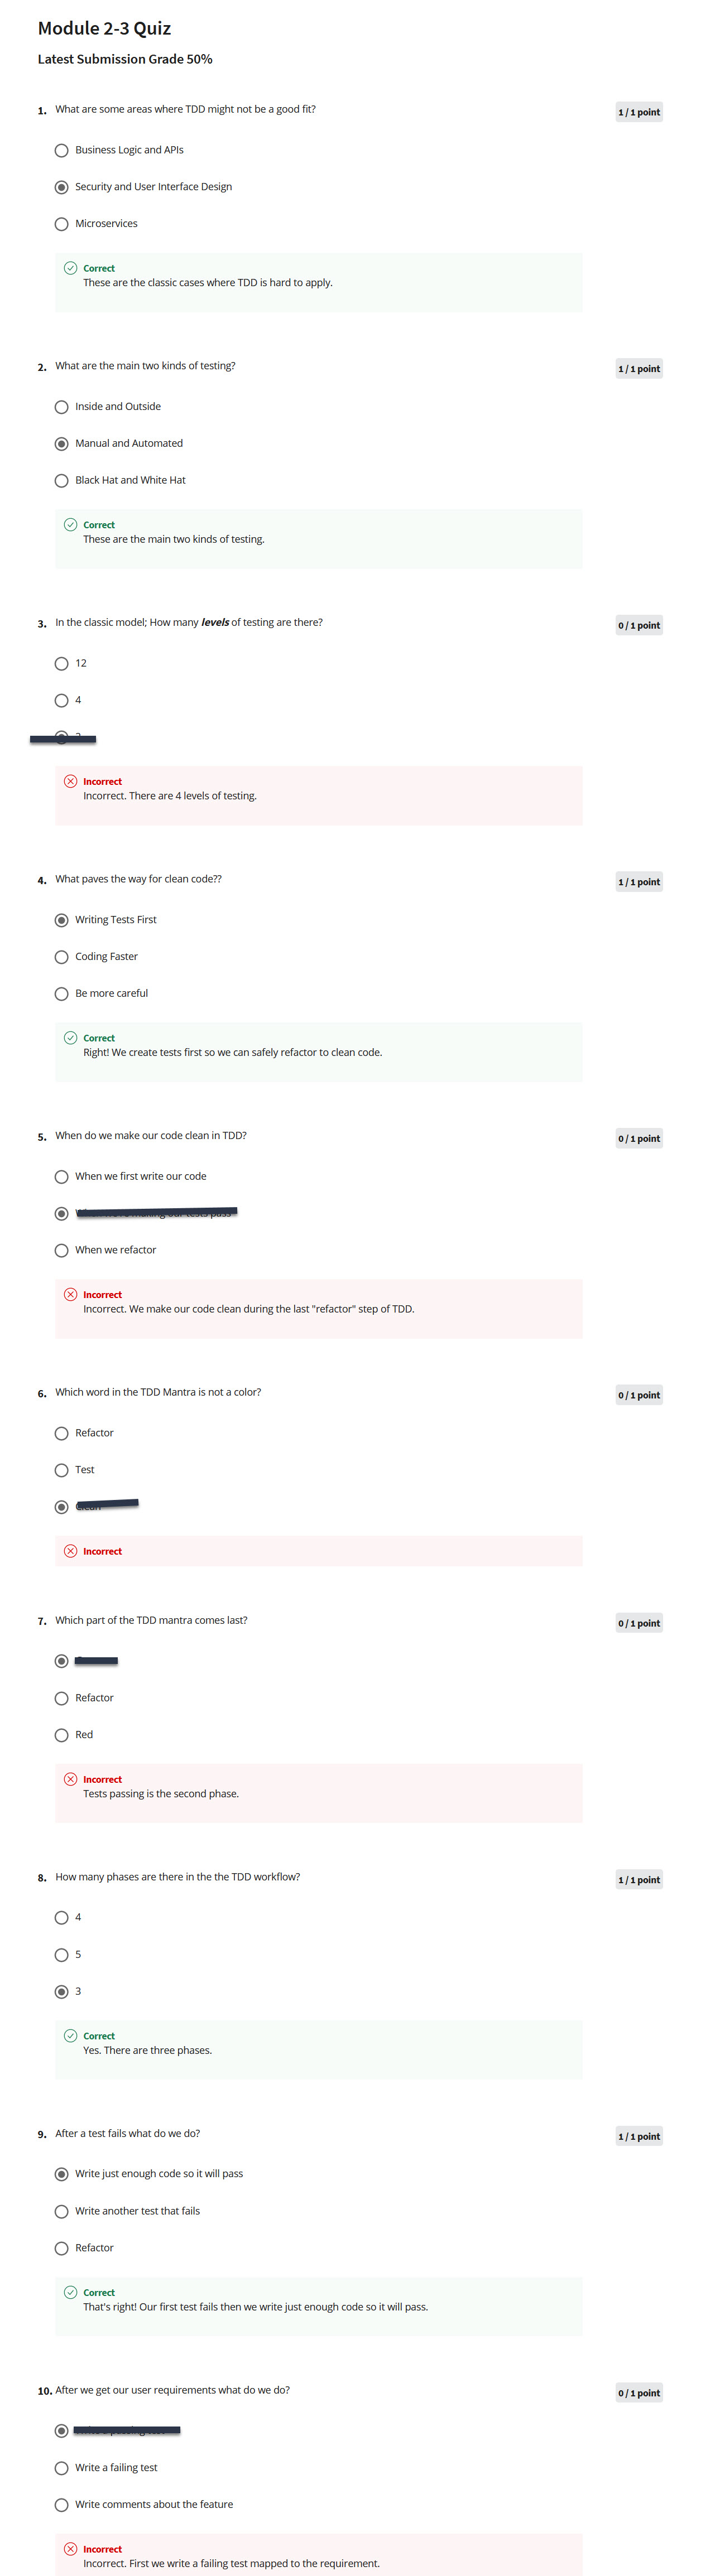 Module 2-3 Quiz
Latest Submission Grade 50%
1. What are some areas where TDD might not be a good fit?
1 / 1 point
Business Logic and APIs
Security and User Interface Design
Microservices
Correct
These are the classic cases where TDD is hard to apply.
2. What are the main two kinds of testing?
1 / 1 point
Inside and Outside
Manual and Automated
Black Hat and White Hat
Correct
These are the main two kinds of testing.
3. In the classic model; How many levels of testing are there?
0 / 1 point
12
4
Incorrect
Incorrect. There are 4 levels of testing.
4. What paves the way for clean code??
1 / 1 point
Writing Tests First
Coding Faster
Be more careful
Correct
Right! We create tests first so we can safely refactor to clean code.
5. When do we make our code clean in TDD?
0 / 1 point
When we first write our code
When we refactor
Incorrect
Incorrect. We make our code clean during the last "refactor" step of TDD.
6. Which word in the TDD Mantra is not a color?
0 / 1 point
Refactor
Test
Incorrect
7. Which part of the TDD mantra comes last?
0 / 1 point
Refactor
Red
Incorrect
Tests passing is the second phase.
8. How many phases are there in the the TDD workflow?
1 / 1 point
4
5
3
Correct
Yes. There are three phases.
9. After a test fails what do we do?
1 / 1 point
Write just enough code so it will pass
Write another test that fails
Refactor
Correct
That's right! Our first test fails then we write just enough code so it will pass.
10. After we get our user requirements what do we do?
0 / 1 point
Write a failing test
Write comments about the feature
Incorrect
Incorrect. First we write a failing test mapped to the requirement.